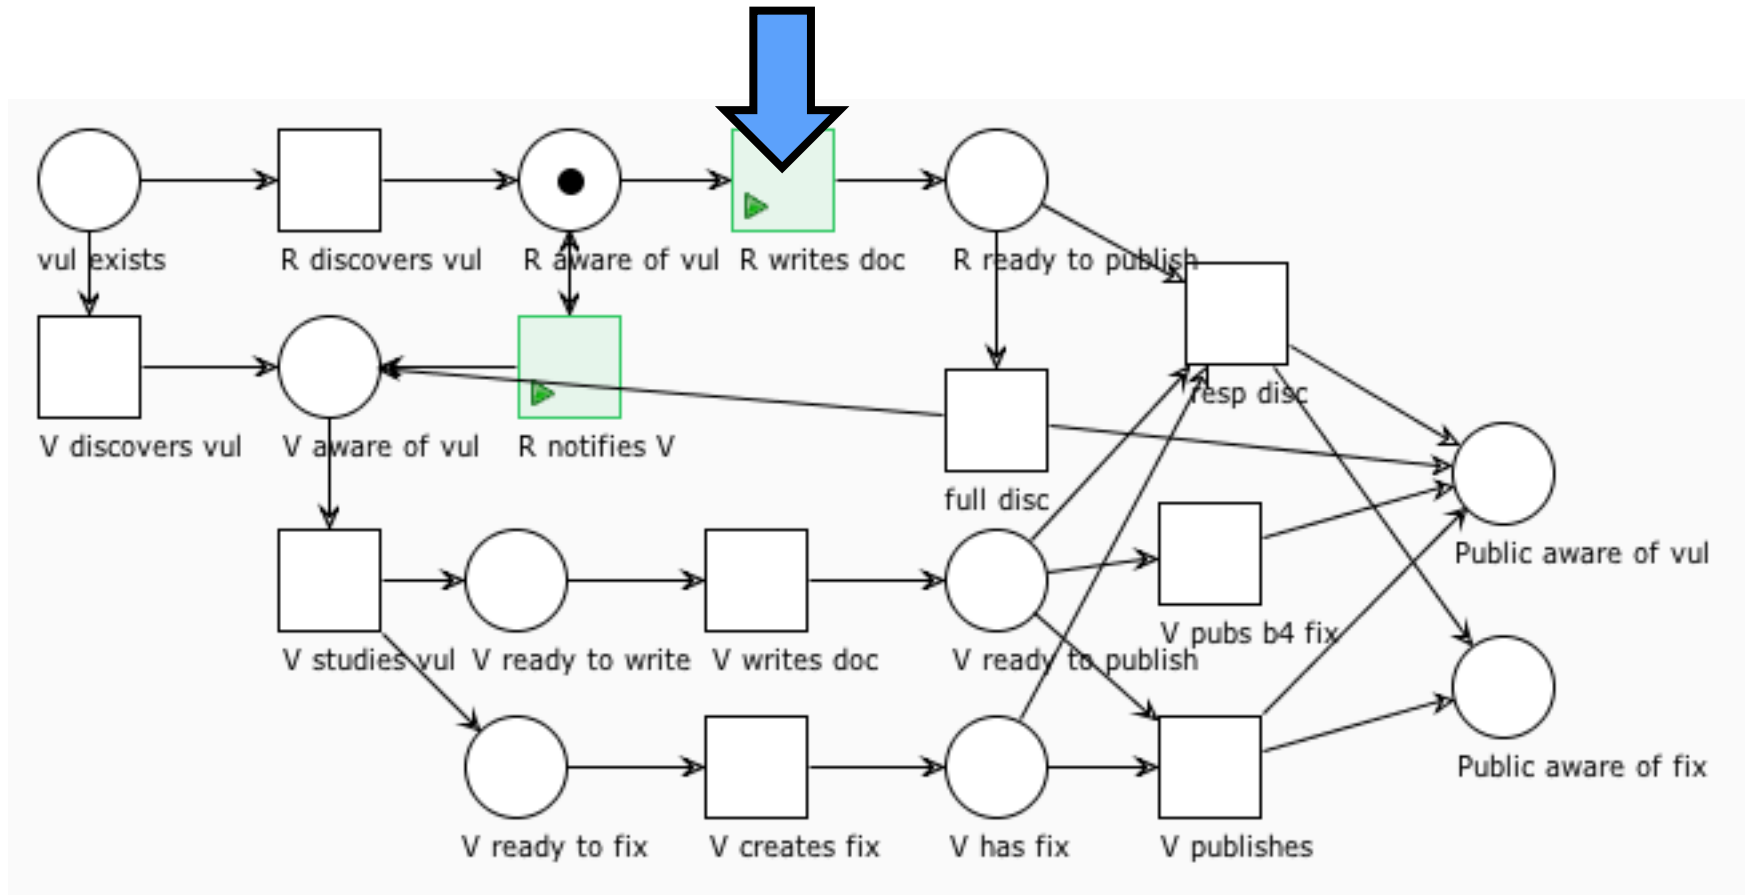 vul exists
R discovers vul
R aware of vul
R writes doc
R ready to publish
resp disc
V discovers vul
V aware of vul
R notifies V
full disc
Public aware of vul
V studies vul
V ready to write
V writes doc
V ready to publish
V pubs b4 fix
Public aware of fix
V ready to fix
V creates fix
V has fix
V publishes